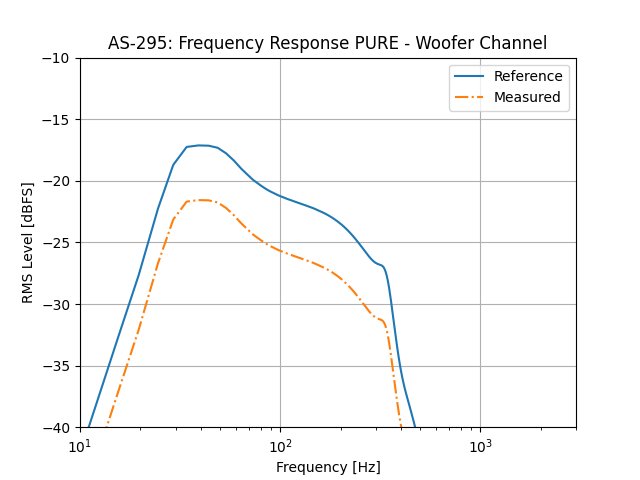 AS-295: Frequency Response PURE - Woofer Channel
Reference
Measured
RMS Level [dBFS]
−10
−15
−20
−25
−30
−35
−40
10¹
10²
10³
Frequency [Hz]